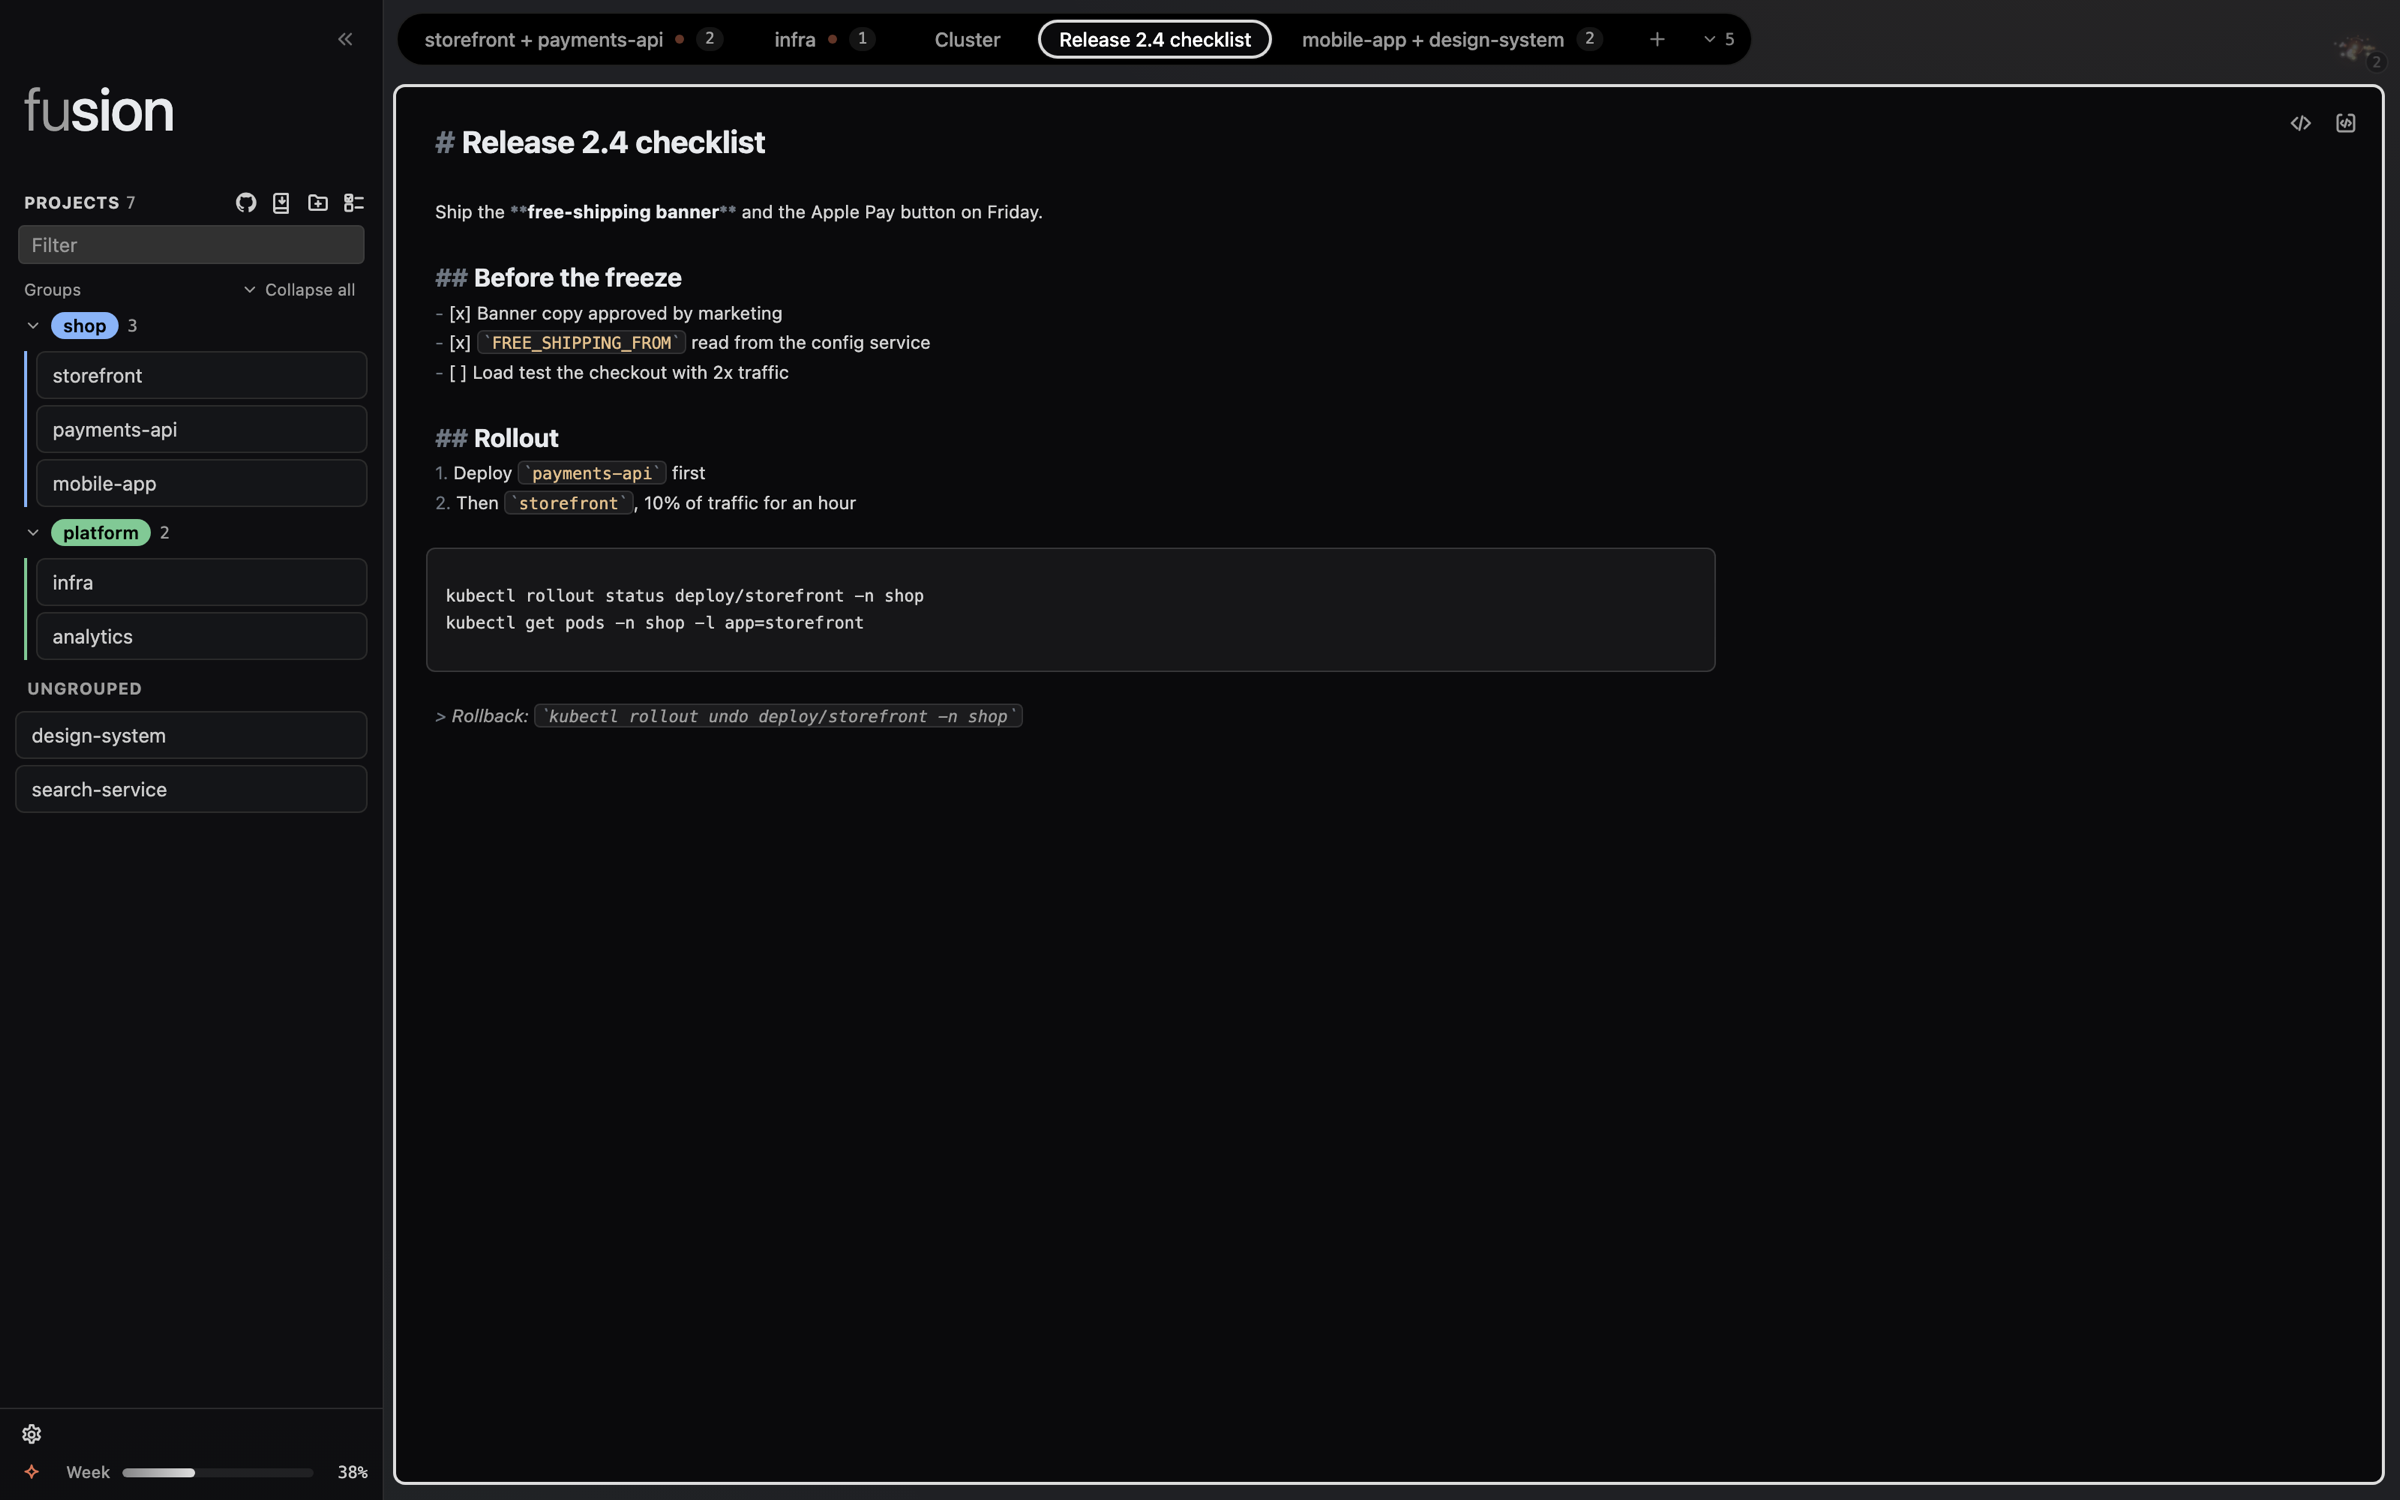 storefront + payments-api 2 infra 1 Cluster Release 2.4 checklist mobile-app + design-system 2 + 5
2
fusion
PROJECTS 7
Filter
Groups Collapse all
shop 3
storefront
payments-api
mobile-app
platform 2
infra
analytics
UNGROUPED
design-system
search-service
Week 38%
# Release 2.4 checklist
Ship the **free-shipping banner** and the Apple Pay button on Friday.
## Before the freeze
- [x] Banner copy approved by marketing
- [x] `FREE_SHIPPING_FROM` read from the config service
- [ ] Load test the checkout with 2x traffic
## Rollout
1. Deploy `payments-api` first
2. Then `storefront`, 10% of traffic for an hour
kubectl rollout status deploy/storefront -n shop
kubectl get pods -n shop -l app=storefront
> Rollback: `kubectl rollout undo deploy/storefront -n shop`